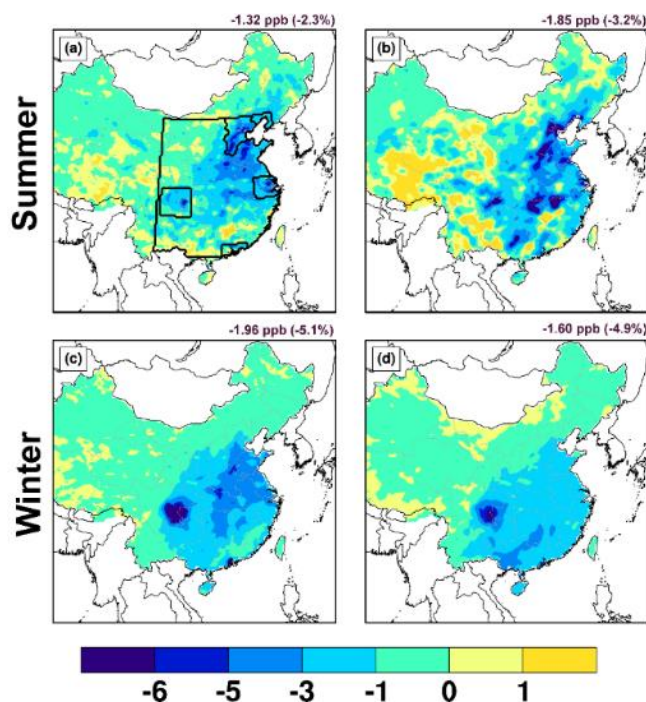 -1.32 ppb (-2.3%)
-1.85 ppb (-3.2%)
(a)
(b)
Summer
-1.96 ppb (-5.1%)
-1.60 ppb (-4.9%)
(c)
(d)
Winter
-6 -5 -3 -1 0 1